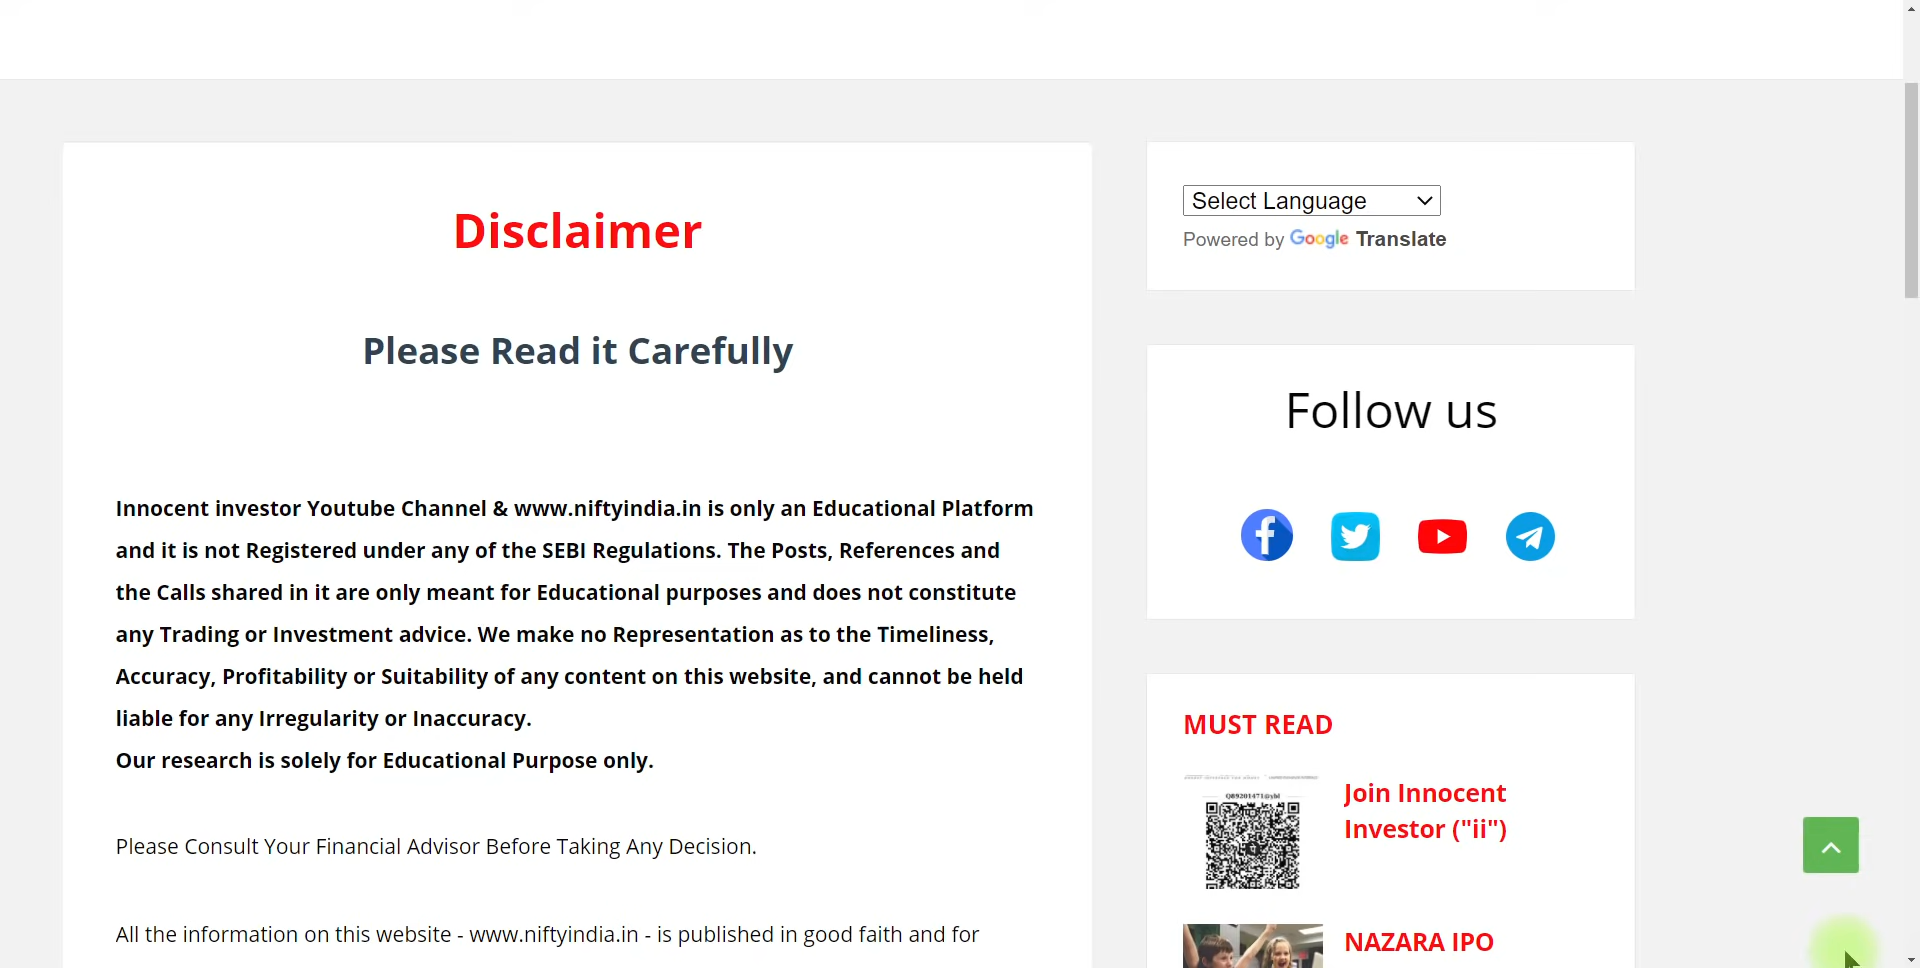 Disclaimer
Please Read it Carefully
Innocent investor Youtube Channel & www.niftyindia.in is only an Educational Platform
and it is not Registered under any of the SEBI Regulations. The Posts, References and
the Calls shared in it are only meant for Educational purposes and does not constitute
any Trading or Investment advice. We make no Representation as to the Timeliness,
Accuracy, Profitability or Suitability of any content on this website, and cannot be held
liable for any Irregularity or Inaccuracy.
Our research is solely for Educational Purpose only.
Please Consult Your Financial Advisor Before Taking Any Decision.
All the information on this website - www.niftyindia.in - is published in good faith and for
Select Language
Powered by Google Translate
Follow us
MUST READ
Q89201471@ybl
Join Innocent
Investor ("ii")
NAZARA IPO